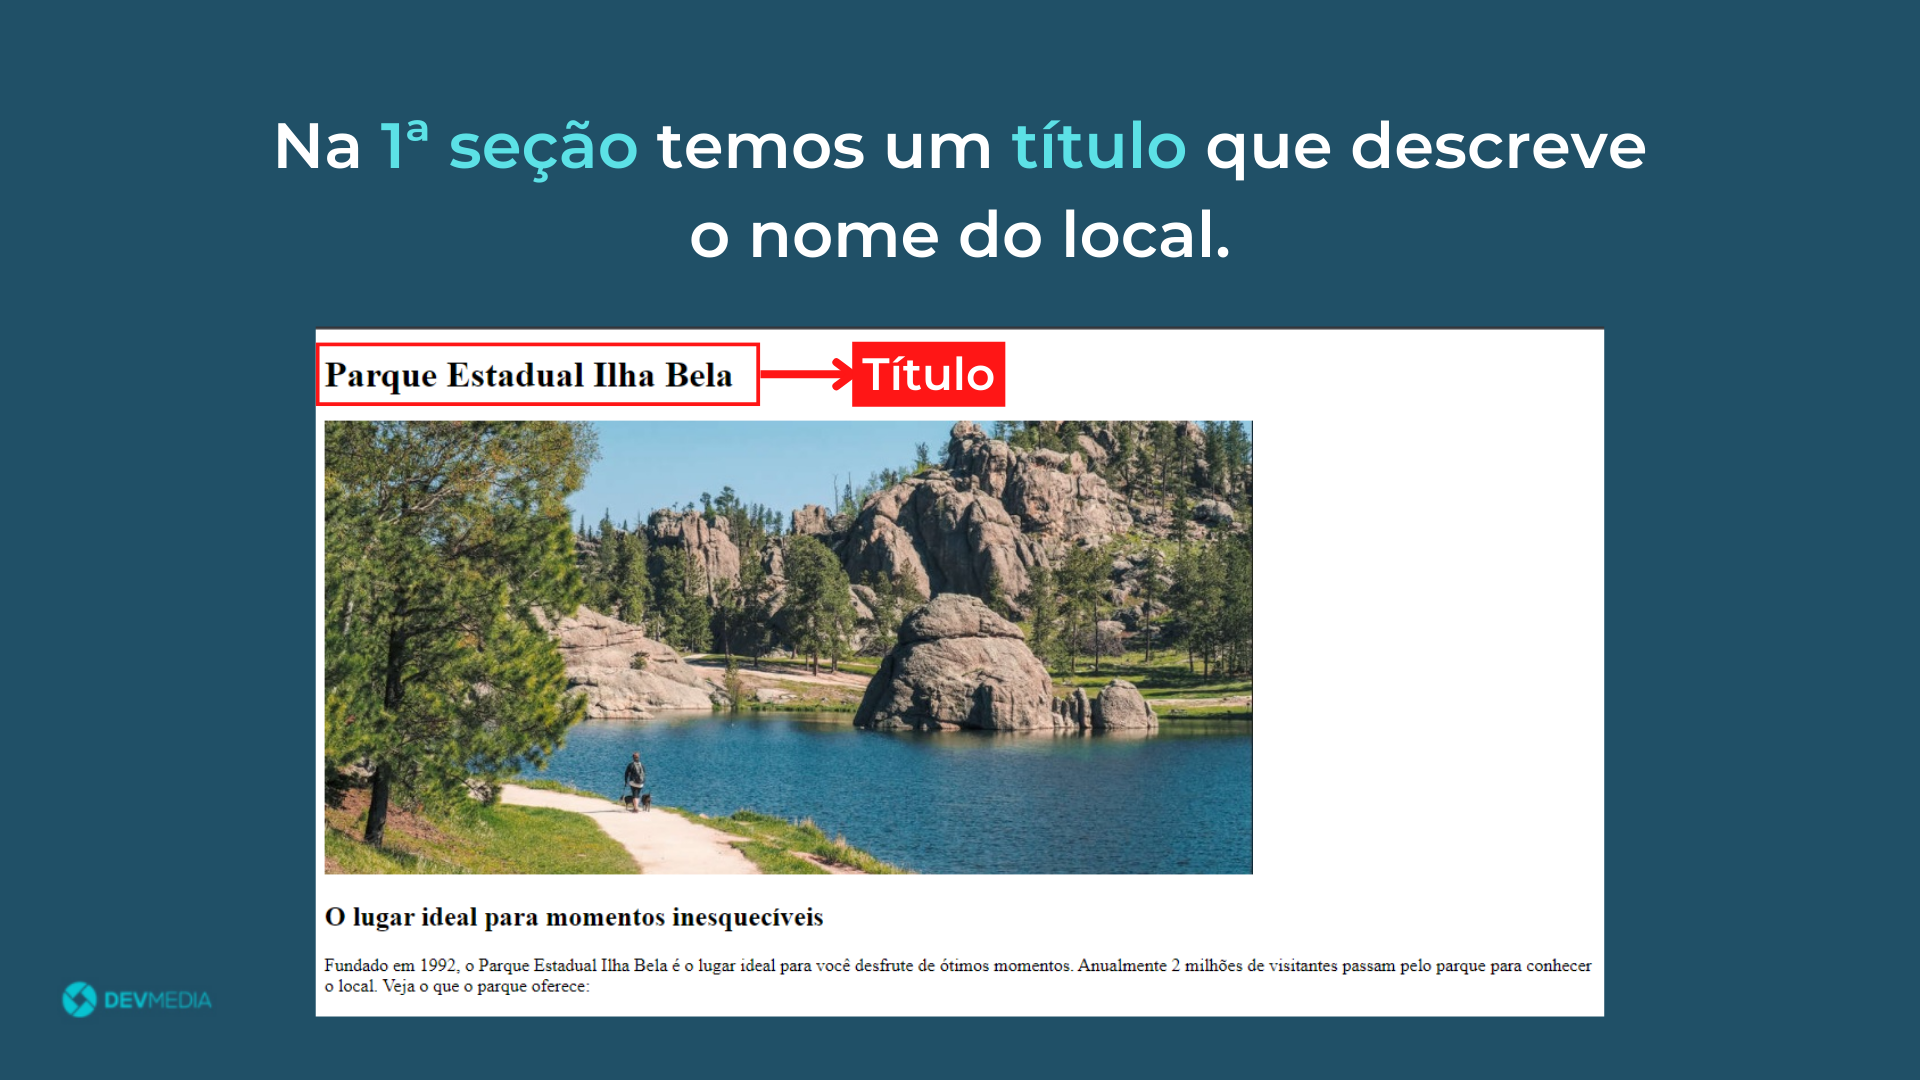 Na 1ª seção temos um título que descreve
o nome do local.
Parque Estadual Ilha Bela
Título
O lugar ideal para momentos inesquecíveis
Fundado em 1992, o Parque Estadual Ilha Bela é o lugar ideal para você desfrute de ótimos momentos. Anualmente 2 milhões de visitantes passam pelo parque para conhecer
o local. Veja o que o parque oferece:
DEVMEDIA